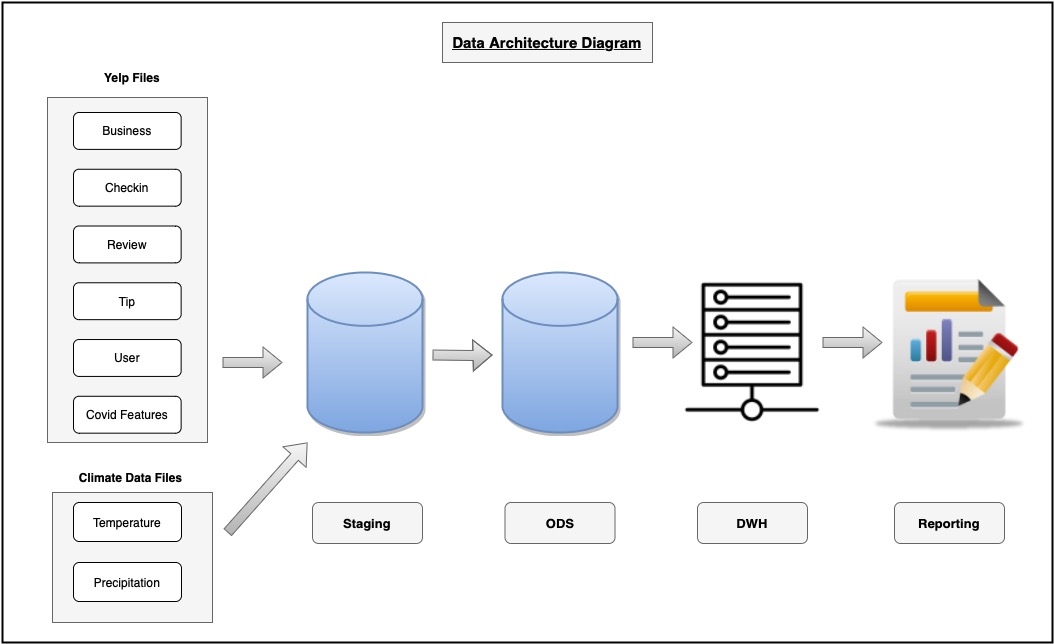 Data Architecture Diagram
Yelp Files
Business
Checkin
Review
Tip
User
Covid Features
Climate Data Files
Temperature
Precipitation
Staging
ODS
DWH
Reporting